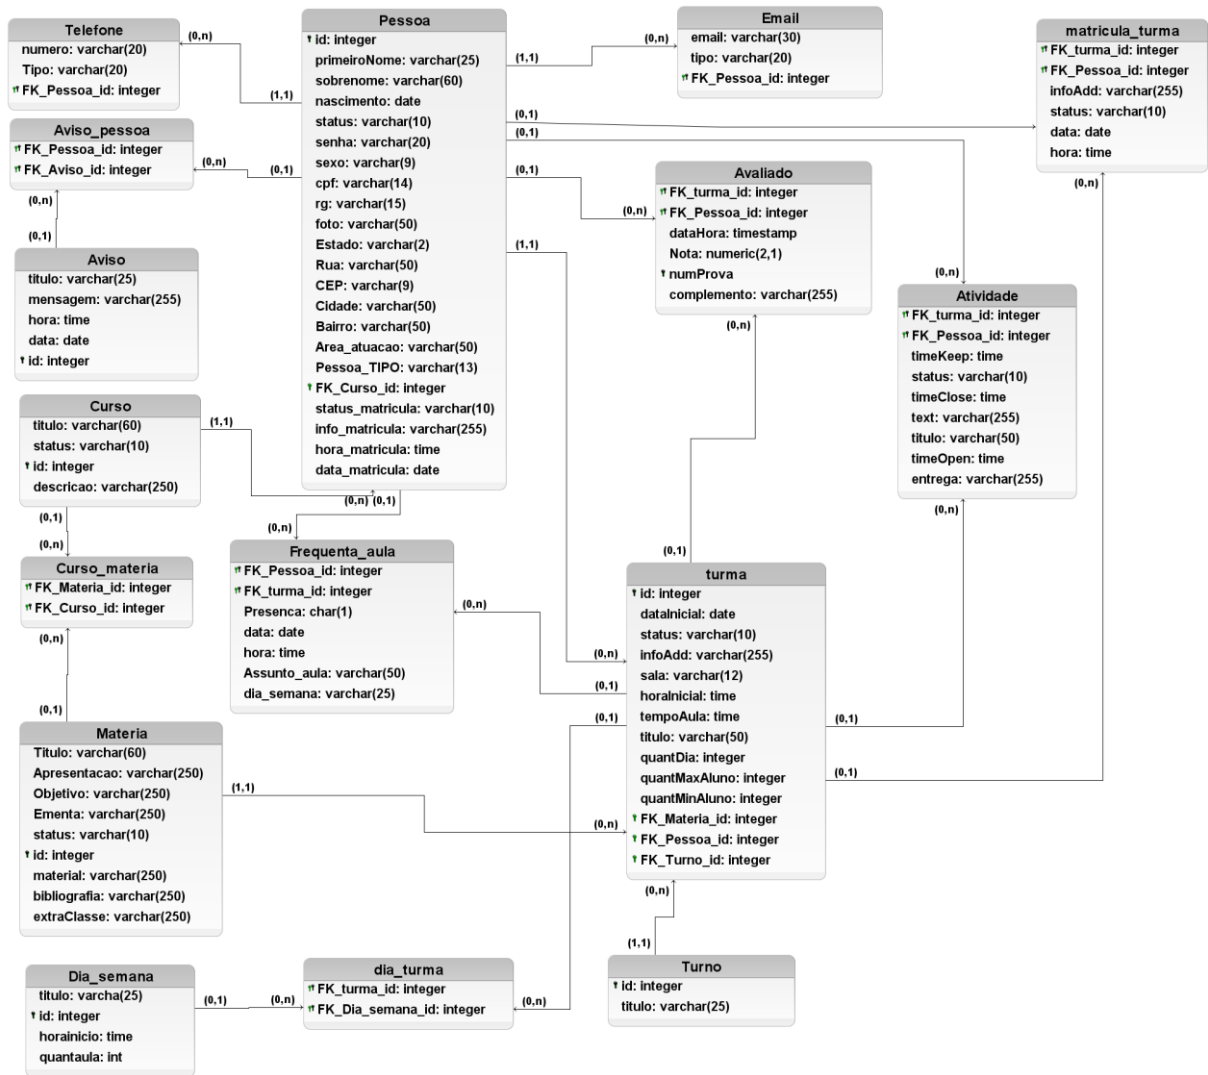 Telefone
numero: varchar(20)
Tipo: varchar(20)
FK_Pessoa_id: integer
(0,n)
(1,1)
Pessoa
id: integer
primeiroNome: varchar(25)
sobrenome: varchar(60)
nascimento: date
status: varchar(10)
senha: varchar(20)
sexo: varchar(9)
cpf: varchar(14)
rg: varchar(15)
foto: varchar(50)
Estado: varchar(2)
Rua: varchar(50)
CEP: varchar(9)
Cidade: varchar(50)
Bairro: varchar(50)
Area_atuacao: varchar(50)
Pessoa_TIPO: varchar(13)
FK_Curso_id: integer
status_matricula: varchar(10)
info_matricula: varchar(255)
hora_matricula: time
data_matricula: date
(1,1)
(0,n)
Email
email: varchar(30)
tipo: varchar(20)
FK_Pessoa_id: integer
matricula_turma
FK_turma_id: integer
FK_Pessoa_id: integer
infoAdd: varchar(255)
status: varchar(10)
data: date
hora: time
(0,n)
(0,1)
(0,1)
(0,1)
(0,n)
(1,1)
Aviso_pessoa
FK_Pessoa_id: integer
FK_Aviso_id: integer
(0,n)
(0,1)
(0,n)
(0,1)
Avaliado
FK_turma_id: integer
FK_Pessoa_id: integer
dataHora: timestamp
Nota: numeric(2,1)
numProva
complemento: varchar(255)
(0,n)
Aviso
titulo: varchar(25)
mensagem: varchar(255)
hora: time
data: date
id: integer
(0,n)
Atividade
FK_turma_id: integer
FK_Pessoa_id: integer
timeKeep: time
status: varchar(10)
timeClose: time
text: varchar(255)
titulo: varchar(50)
timeOpen: time
entrega: varchar(255)
(0,n)
Curso
titulo: varchar(60)
status: varchar(10)
id: integer
descricao: varchar(250)
(1,1)
(0,n)
(0,1)
(0,1)
(0,n)
(0,n)
Curso_materia
FK_Materia_id: integer
FK_Curso_id: integer
(0,n)
(0,1)
Frequenta_aula
FK_Pessoa_id: integer
FK_turma_id: integer
Presenca: char(1)
data: date
hora: time
Assunto_aula: varchar(50)
dia_semana: varchar(25)
(0,n)
(0,1)
turma
id: integer
dataInicial: date
status: varchar(10)
infoAdd: varchar(255)
sala: varchar(12)
horaInicial: time
tempoAula: time
titulo: varchar(50)
quantDia: integer
quantMaxAluno: integer
quantMinAluno: integer
FK_Materia_id: integer
FK_Pessoa_id: integer
FK_Turno_id: integer
(0,n)
(0,1)
(0,1)
(0,1)
(0,1)
(0,n)
(0,n)
Materia
Titulo: varchar(60)
Apresentacao: varchar(250)
Objetivo: varchar(250)
Ementa: varchar(250)
status: varchar(10)
id: integer
material: varchar(250)
bibliografia: varchar(250)
extraClasse: varchar(250)
(1,1)
(1,1)
Dia_semana
titulo: varcha(25)
id: integer
horainicio: time
quantaula: int
(0,1)
(0,n)
dia_turma
FK_turma_id: integer
FK_Dia_semana_id: integer
(0,n)
Turno
id: integer
titulo: varchar(25)